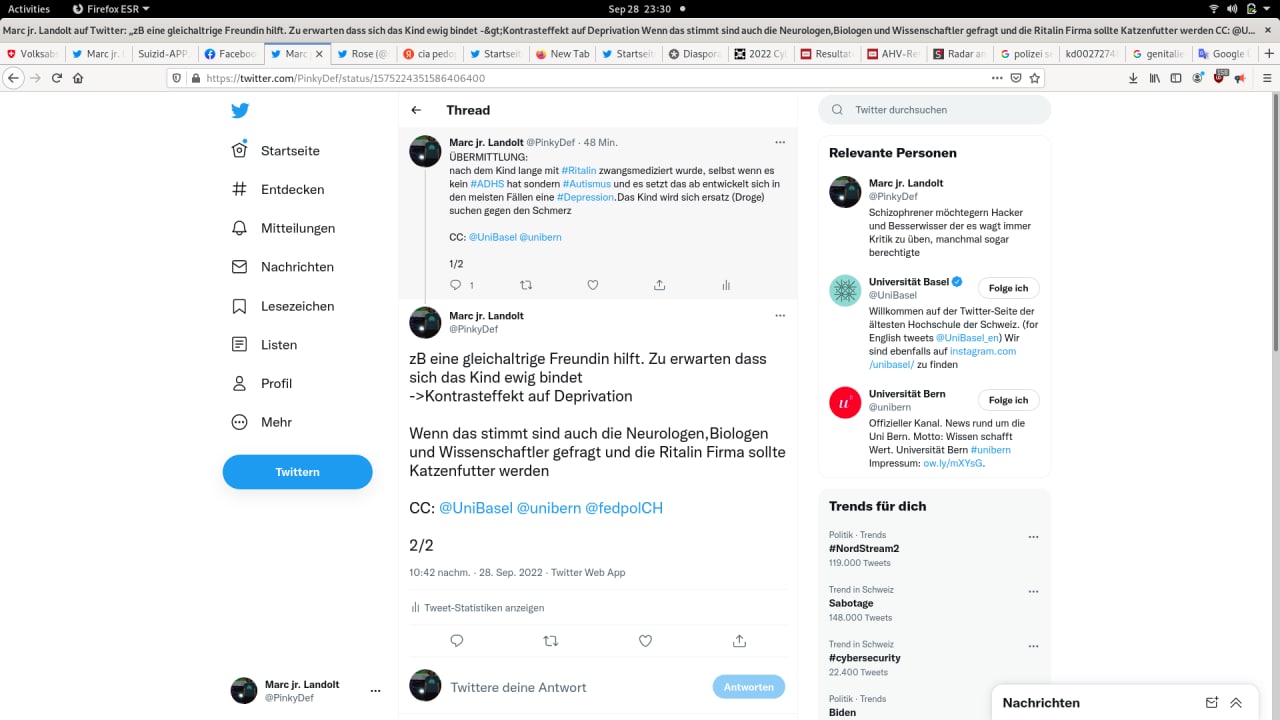 Activities
Firefox ESR
Sep 28 23:30
Marc jr. Landolt auf Twitter: „zB eine gleichaltrige Freundin hilft. Zu erwarten dass sich das Kind ewig bindet -&gt;Kontrasteffekt auf Deprivation Wenn das stimmt sind auch die Neurologen,Biologen und Wissenschaftler gefragt und die Ritalin Firma sollte Katzenfutter werden CC: @U…
Volksab
Marc jr.
Suizid-APP
Facebook
Marc
Rose (@
cia pedo
Startseit
New Tab
Startseit
Diaspora
2022 Cy
Resultat
AHV-Re
Radar an
polizei s
kd0027274
genitalie
Google
https://twitter.com/PinkyDef/status/1575224351586406400
Startseite
Entdecken
Mitteilungen
Nachrichten
Lesezeichen
Listen
Profil
Mehr
Twittern
Marc jr. Landolt
@PinkyDef
Thread
Marc jr. Landolt @PinkyDef · 48 Min.
ÜBERMITTLUNG:
nach dem Kind lange mit #Ritalin zwangsmediziert wurde, selbst wenn es
kein #ADHS hat sondern #Autismus und es setzt das ab entwickelt sich in
den meisten Fällen eine #Depression.Das Kind wird sich ersatz (Droge)
suchen gegen den Schmerz
CC: @UniBasel @unibern
1/2
1
Marc jr. Landolt
@PinkyDef
zB eine gleichaltrige Freundin hilft. Zu erwarten dass
sich das Kind ewig bindet
->Kontrasteffekt auf Deprivation
Wenn das stimmt sind auch die Neurologen,Biologen
und Wissenschaftler gefragt und die Ritalin Firma sollte
Katzenfutter werden
CC: @UniBasel @unibern @fedpolCH
2/2
10:42 nachm. · 28. Sep. 2022 · Twitter Web App
Tweet-Statistiken anzeigen
Twittere deine Antwort
Antworten
Twitter durchsuchen
Relevante Personen
Marc jr. Landolt
@PinkyDef
Schizophrener möchtegern Hacker
und Besserwisser der es wagt immer
Kritik zu üben, manchmal sogar
berechtigte
Universität Basel
@UniBasel
Folge ich
Willkommen auf der Twitter-Seite der
ältesten Hochschule der Schweiz. (for
English tweets @UniBasel_en) Wir
sind ebenfalls auf instagram.com
/unibasel/ zu finden
Universität Bern
@unibern
Folge ich
Offizieller Kanal. News rund um die
Uni Bern. Motto: Wissen schafft
Wert. Universität Bern #unibern
Impressum: ow.ly/mXYsG.
Trends für dich
Politik · Trends
#NordStream2
119.000 Tweets
Trend in Schweiz
Sabotage
148.000 Tweets
Trend in Schweiz
#cybersecurity
22.400 Tweets
Politik · Trends
Biden
Nachrichten